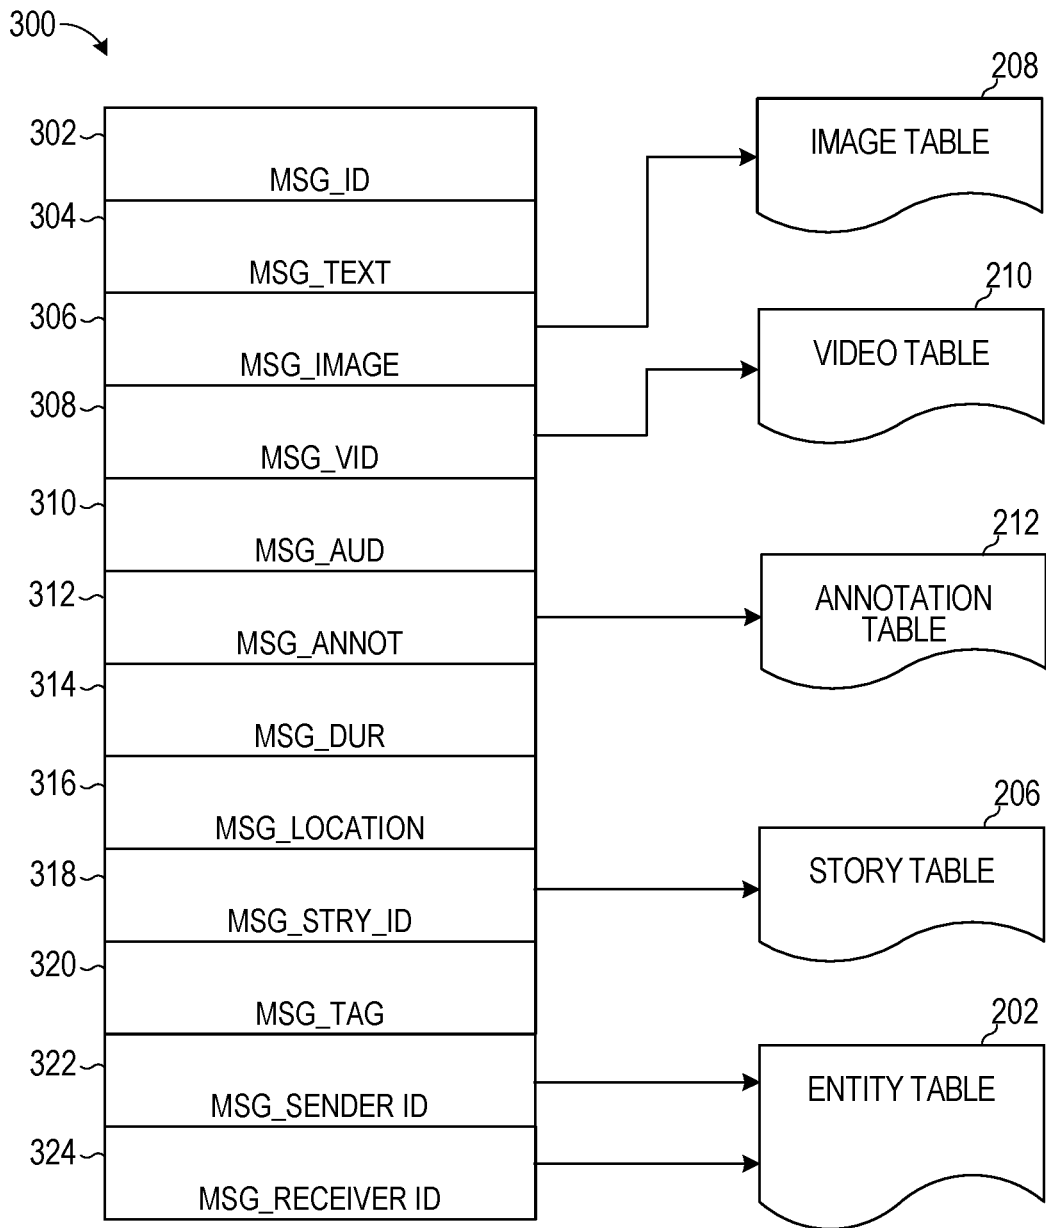 300
302
MSG_ID
304
MSG_TEXT
306
MSG_IMAGE
308
MSG_VID
310
MSG_AUD
312
MSG_ANNOT
314
MSG_DUR
316
MSG_LOCATION
318
MSG_STRY_ID
320
MSG_TAG
322
MSG_SENDER ID
324
MSG_RECEIVER ID
208
IMAGE TABLE
210
VIDEO TABLE
212
ANNOTATION
TABLE
206
STORY TABLE
202
ENTITY TABLE